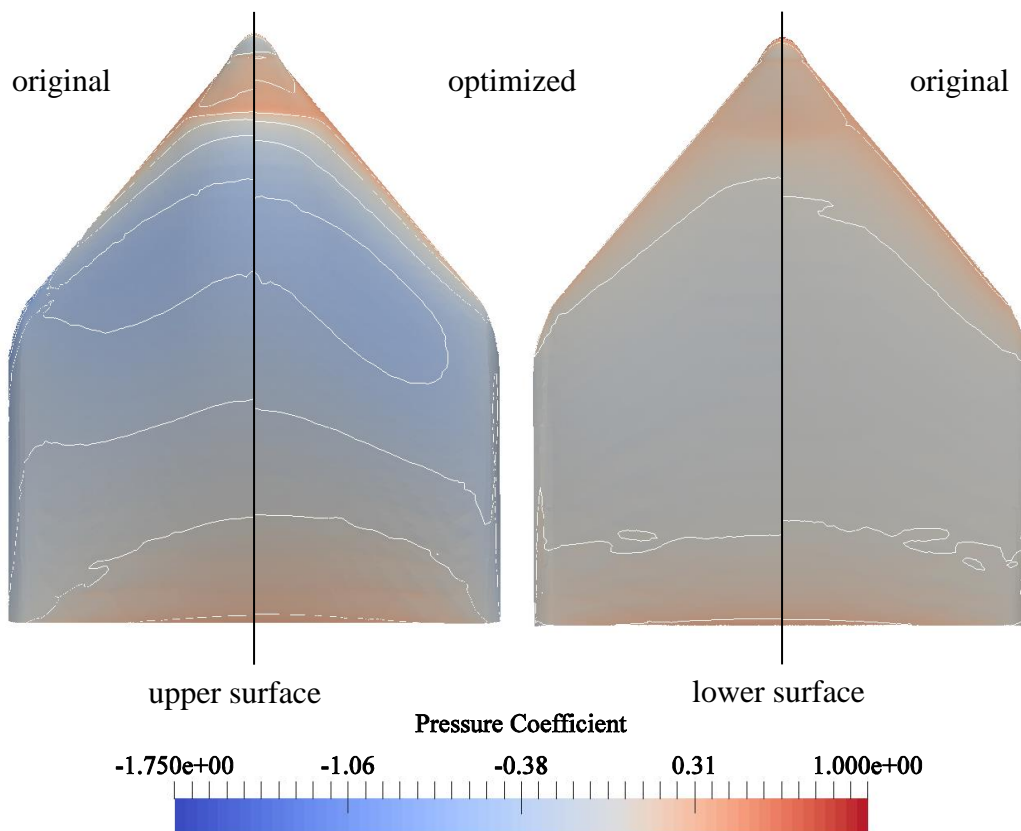 original optimized original
upper surface lower surface
Pressure Coefficient
-1.750e+00 -1.06 -0.38 0.31 1.000e+00